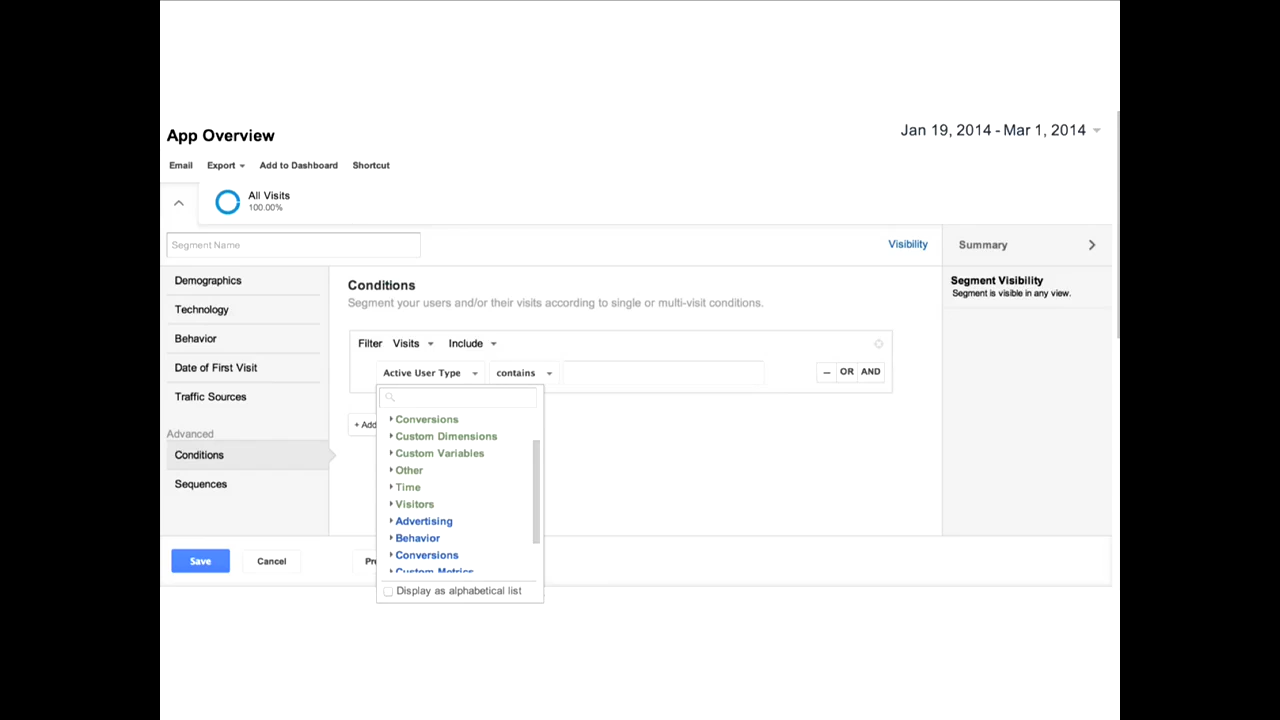 App Overview
Jan 19, 2014 - Mar 1, 2014
Email Export Add to Dashboard Shortcut
All Visits
100.00%
Segment Name
Visibility
Summary
Demographics
Technology
Behavior
Date of First Visit
Traffic Sources
Advanced
Conditions
Sequences
Conditions
Segment your users and/or their visits according to single or multi-visit conditions.
Filter Visits Include
Active User Type contains
– OR AND
+ Add
Conversions
Custom Dimensions
Custom Variables
Other
Time
Visitors
Advertising
Behavior
Conversions
Custom Metrics
Display as alphabetical list
Segment Visibility
Segment is visible in any view.
Save Cancel Pr